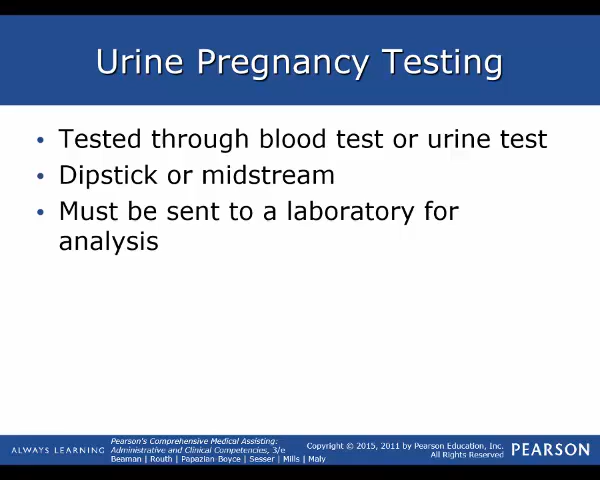 Urine Pregnancy Testing
• Tested through blood test or urine test
• Dipstick or midstream
• Must be sent to a laboratory for
analysis
ALWAYS LEARNING
Pearson's Comprehensive Medical Assisting:
Administrative and Clinical Competencies, 3/e
Beaman | Routh | Papazian Boyce | Sesser | Mills | Maly
Copyright © 2015, 2011 by Pearson Education, Inc.
All Rights Reserved
PEARSON